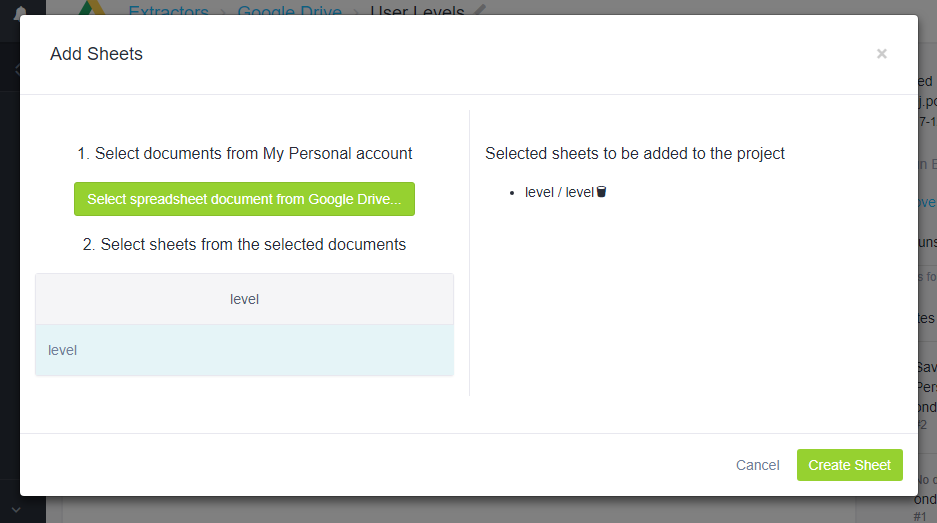 Extractors > Google Drive > User Levels
Add Sheets
×
1. Select documents from My Personal account
Select spreadsheet document from Google Drive...
2. Select sheets from the selected documents
level
level
Selected sheets to be added to the project
• level / level
Cancel
Create Sheet
#2
#1